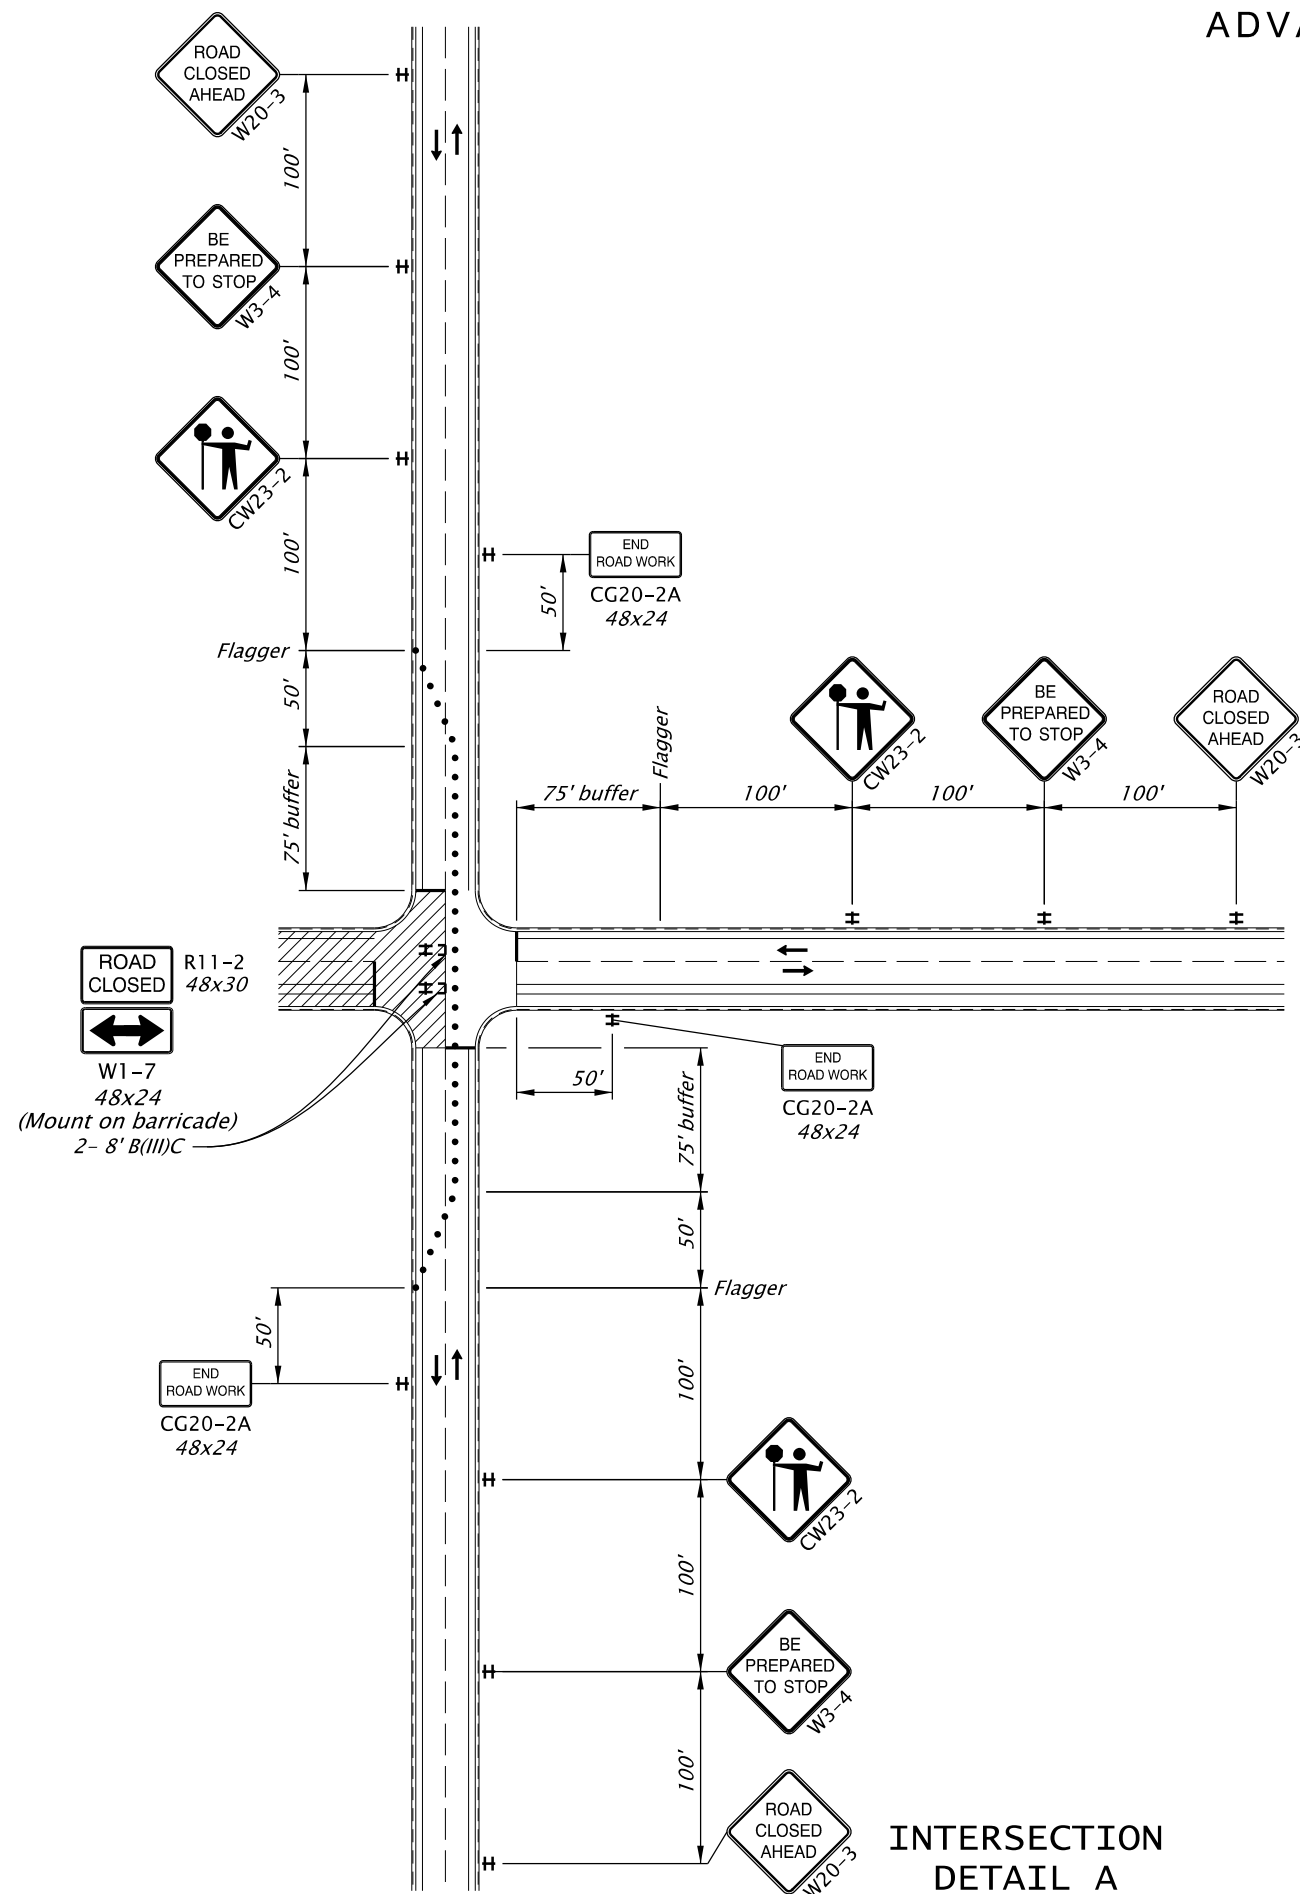 ADVA
ROAD
CLOSED
AHEAD
W20-3
100'
BE
PREPARED
TO STOP
W3-4
100'
CW23-2
100'
END
ROAD WORK
CG20-2A
48x24
50'
Flagger
50'
75' buffer
Flagger
CW23-2
BE
PREPARED
TO STOP
W3-4
ROAD
CLOSED
AHEAD
W20-3
75' buffer
100'
100'
100'
ROAD
CLOSED
R11-2
48x30
W1-7
48x24
(Mount on barricade)
2- 8' B(III)C
50'
END
ROAD WORK
CG20-2A
48x24
75' buffer
50'
Flagger
50'
END
ROAD WORK
CG20-2A
48x24
100'
CW23-2
100'
BE
PREPARED
TO STOP
W3-4
100'
ROAD
CLOSED
AHEAD
W20-3
INTERSECTION
DETAIL A